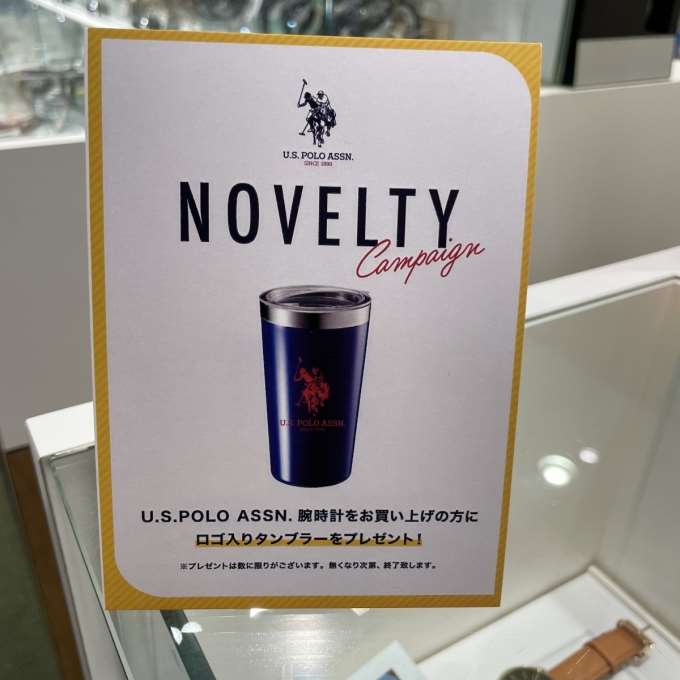 U.S. POLO ASSN.
SINCE 1890
NOVELTY
Campaign
U.S. POLO ASSN.
SINCE 1890
U.S.POLO ASSN. 腕時計をお買い上げの方に
ロゴ入りタンブラーをプレゼント!
※プレゼントは数に限りがございます。無くなり次第、終了致します。